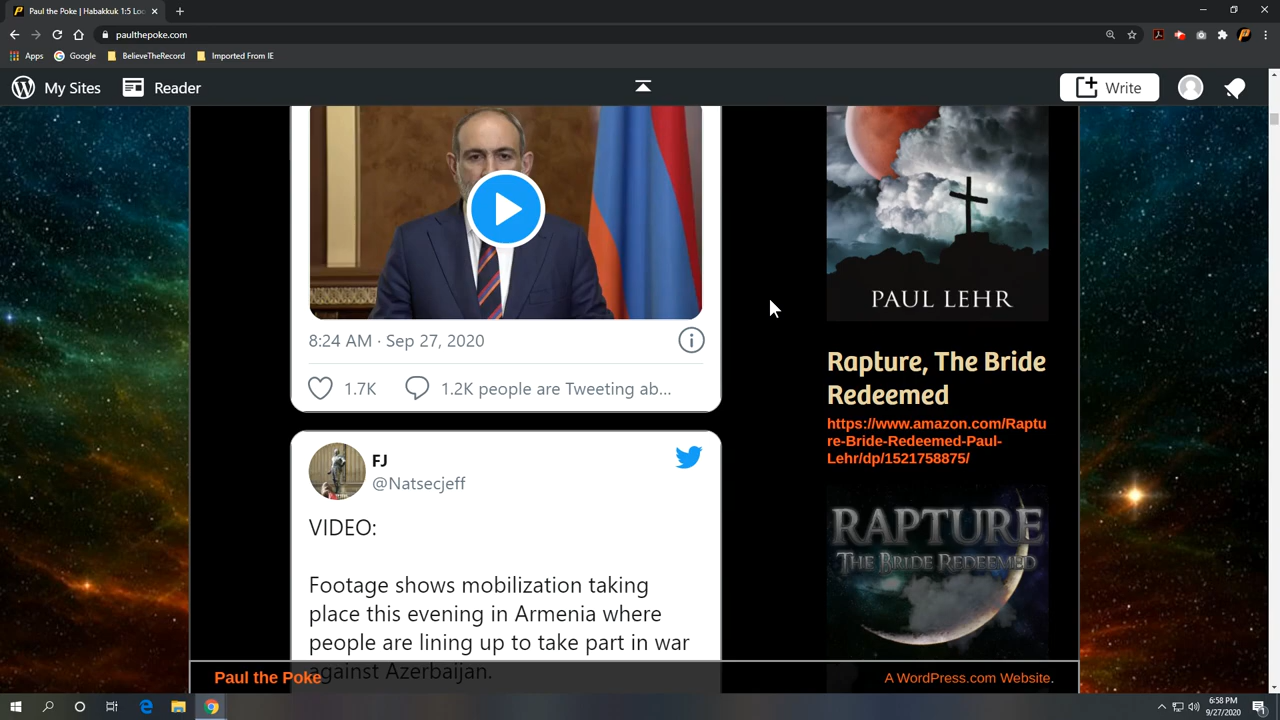 Paul the Poke | Habakkuk 1:5 Loo
paulthepoke.com
Apps
Google
BelieveTheRecord
Imported From IE
My Sites
Reader
Write
8:24 AM · Sep 27, 2020
1.7K
1.2K people are Tweeting ab...
FJ
@Natsecjeff
VIDEO:
Footage shows mobilization taking
place this evening in Armenia where
people are lining up to take part in war
against Azerbaijan.
PAUL LEHR
Rapture, The Bride
Redeemed
https://www.amazon.com/Raptu
re-Bride-Redeemed-Paul-
Lehr/dp/1521758875/
RAPTURE
THE BRIDE REDEEMED
Paul the Poke
A WordPress.com Website.
6:58 PM
9/27/2020